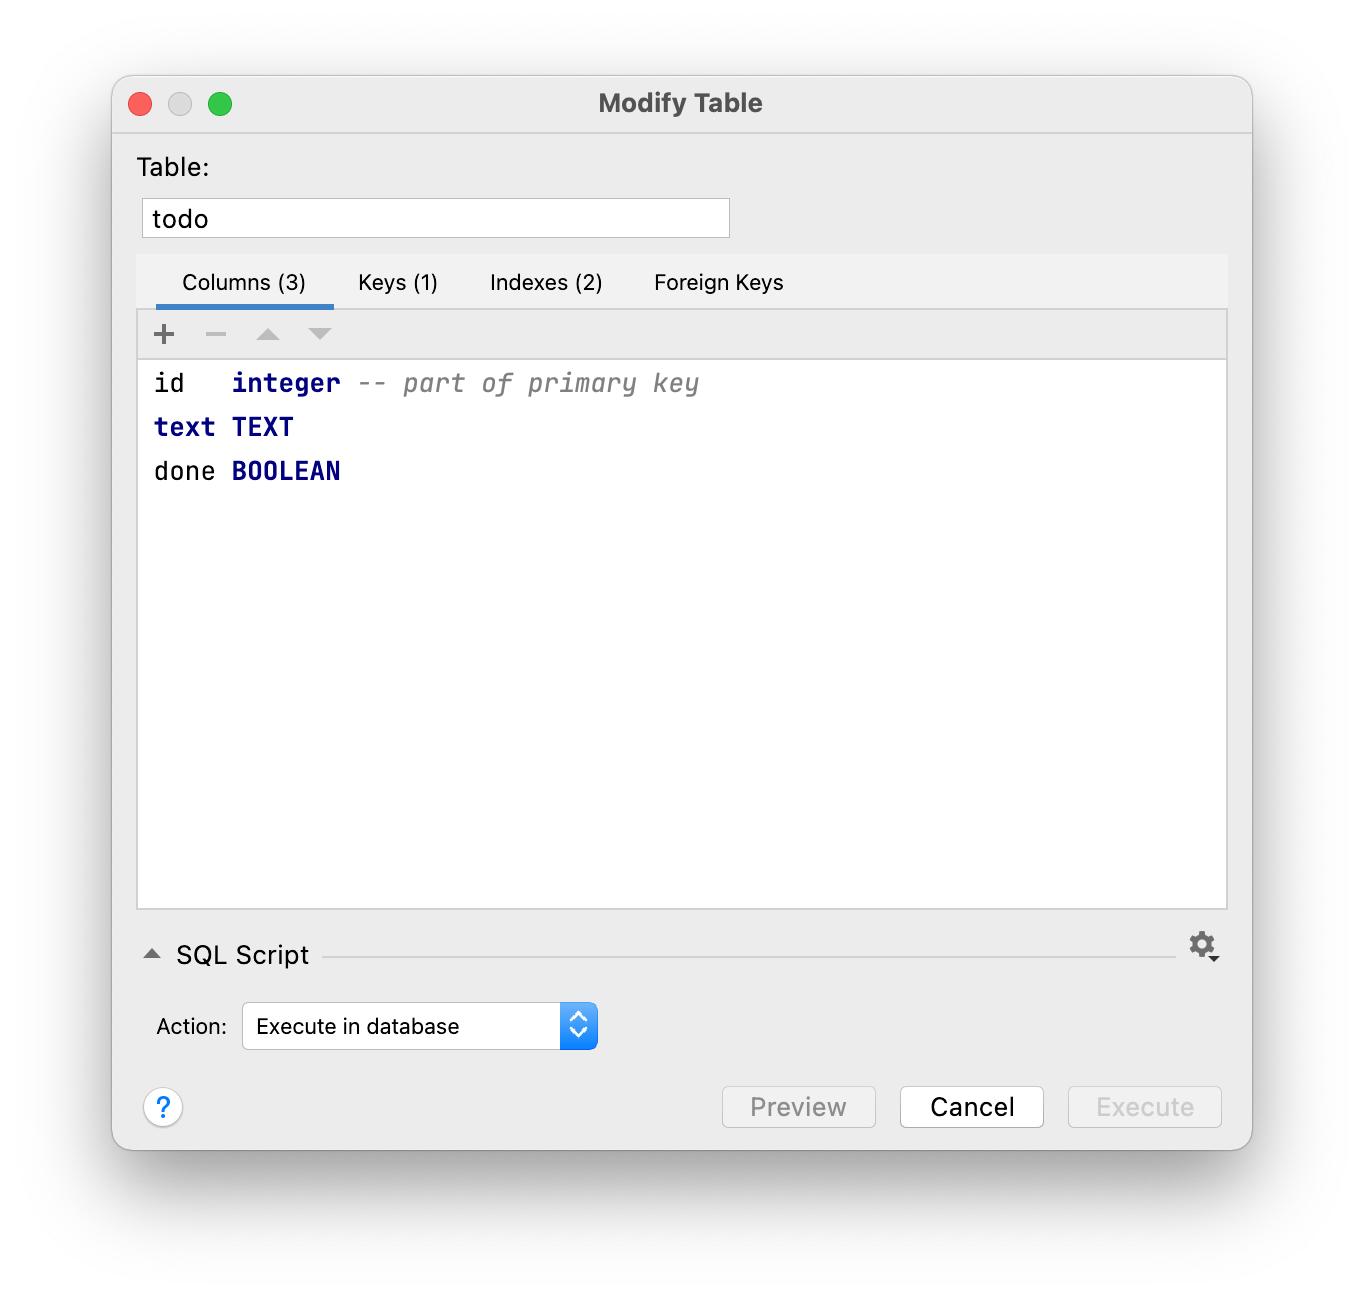 Modify Table
Table:
todo
Columns (3) Keys (1) Indexes (2) Foreign Keys
id integer -- part of primary key
text TEXT
done BOOLEAN
SQL Script
Action: Execute in database
? Preview Cancel Execute